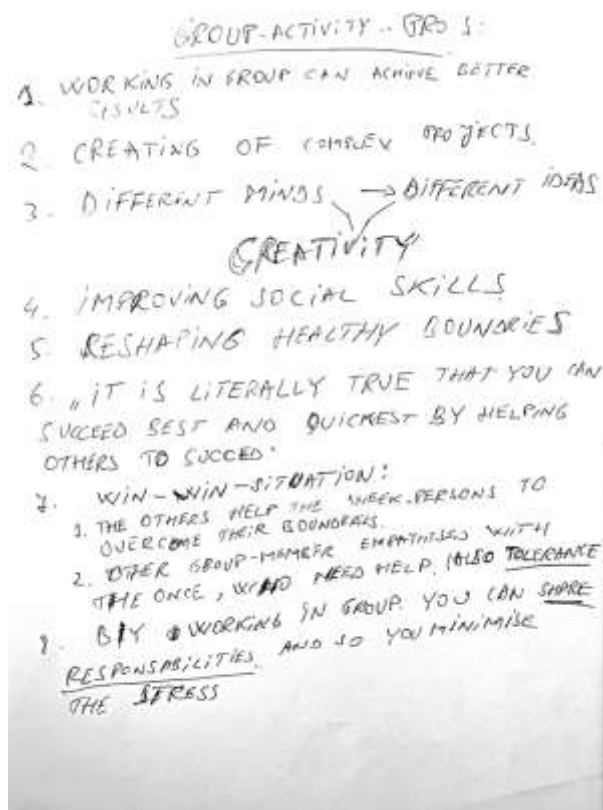 GROUP-ACTIVITY - PRO'S:
1. WORKING IN GROUP CAN ACHIEVE BETTER
RESULTS
2. CREATING OF COMPLEX PROJECTS.
3. DIFFERENT MINDS → DIFFERENT IDEAS
CREATIVITY
4. IMPROVING SOCIAL SKILLS
5. RESHAPING HEALTHY BOUNDRIES
6. „IT IS LITERALLY TRUE THAT YOU CAN
SUCCEED BEST AND QUICKEST BY HELPING
OTHERS TO SUCCED.
7. WIN-WIN-SITUATION:
1. THE OTHERS HELP THE WEEK-PERSONS TO
OVERCOME THEIR
2. OTHER GROUP-MEMBER EMPATHISED WITH
THE ONCE, WHO NEED HELP. ALSO TOLERANCE
8. BY WORKING IN GROUP YOU CAN SHARE
RESPONSABILITIES AND SO YOU MINIMISE
THE STRESS